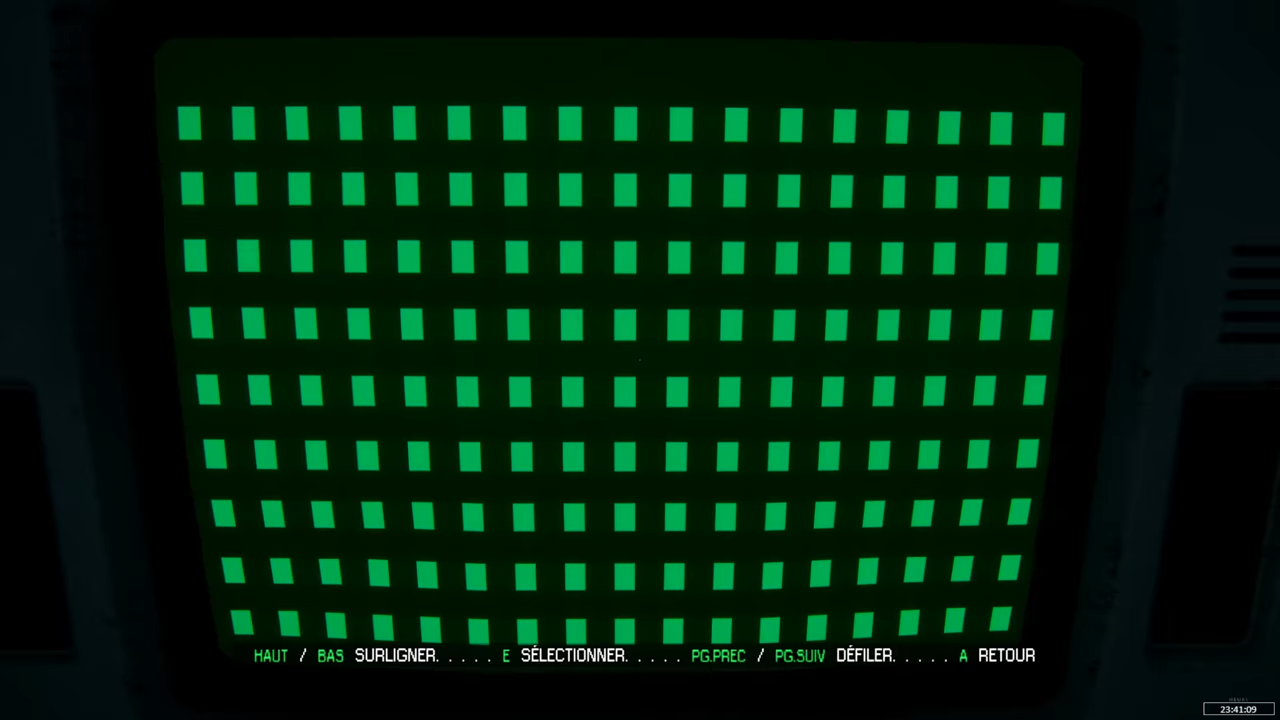 HAUT / BAS SURLIGNER. . . . . E SÉLECTIONNER. . . . . PG.PREC / PG.SUIV DÉFILER. . . . . A RETOUR
23:41:09